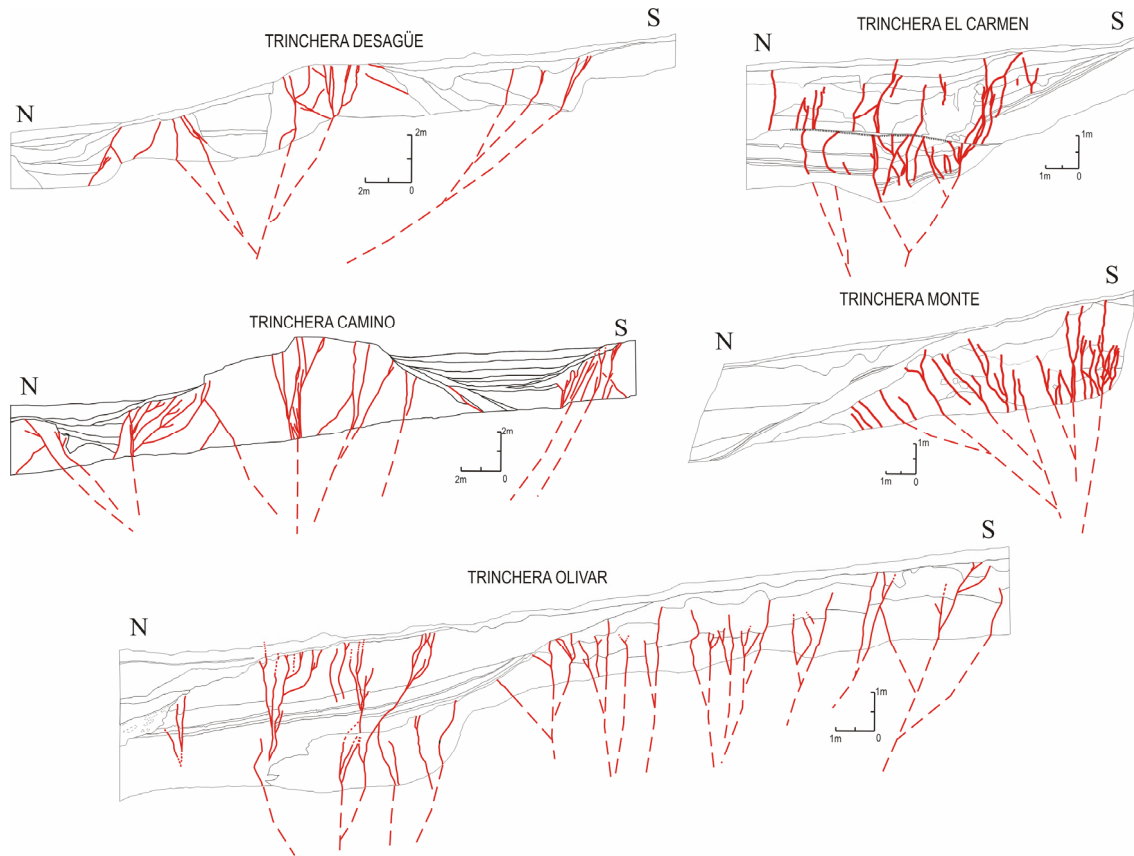 TRINCHERA DESAGÜE
S
N
2m
2m
0
TRINCHERA EL CARMEN
S
N
1m
1m
0
TRINCHERA CAMINO
S
N
2m
2m
0
TRINCHERA MONTE
S
N
1m
1m
0
TRINCHERA OLIVAR
S
N
1m
1m
0